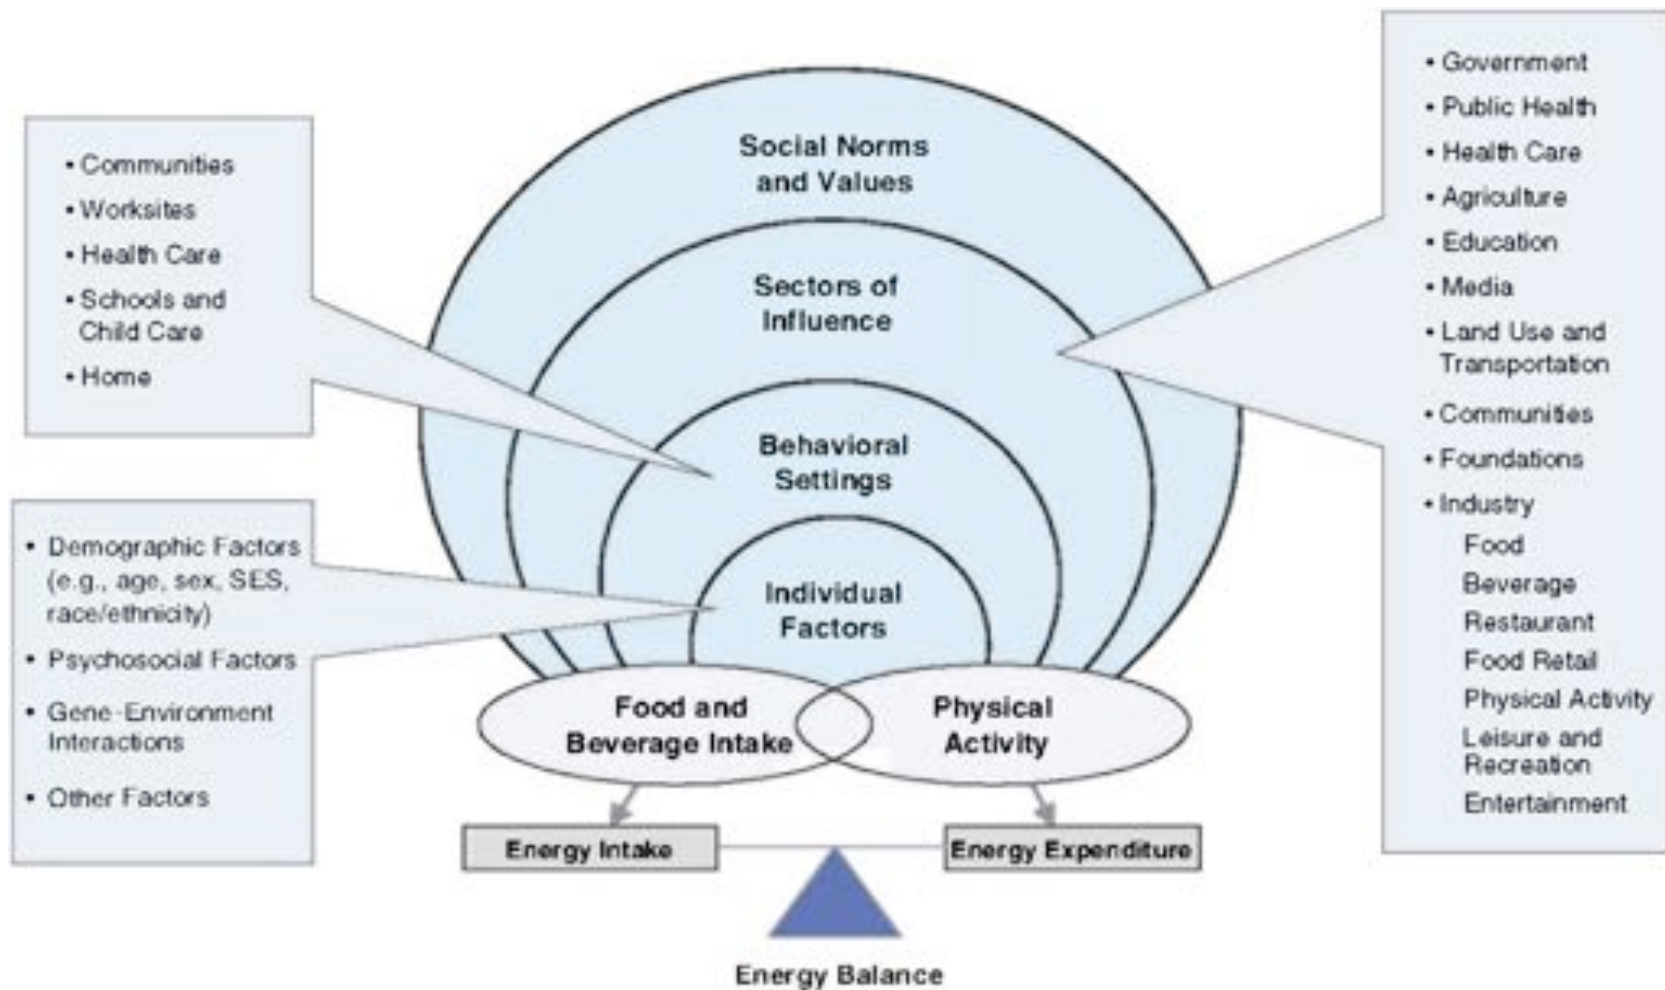 • Communities
• Worksites
• Health Care
• Schools and
Child Care
• Home
• Demographic Factors
(e.g., age, sex, SES,
race/ethnicity)
• Psychosocial Factors
• Gene-Environment
Interactions
• Other Factors
Social Norms
and Values
Sectors of
Influence
Behavioral
Settings
Individual
Factors
Food and
Beverage Intake
Physical
Activity
Energy Intake
Energy Expenditure
Energy Balance
• Government
• Public Health
• Health Care
• Agriculture
• Education
• Media
• Land Use and
Transportation
• Communities
• Foundations
• Industry
Food
Beverage
Restaurant
Food Retail
Physical Activity
Leisure and
Recreation
Entertainment